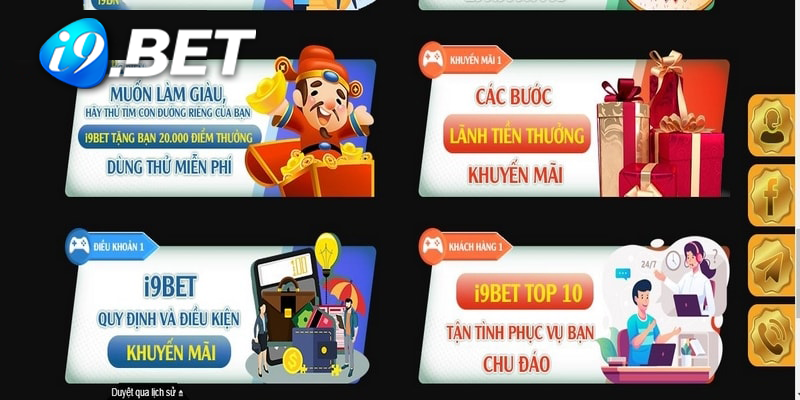 i9BN
i9.BET
MUỐN LÀM GIÀU,
HÃY THỬ TÌM CON ĐƯỜNG RIÊNG CỦA BẠN
i9BET TẶNG BẠN 20.000 ĐIỂM THƯỞNG
DÙNG THỬ MIỄN PHÍ
KHUYẾN MÃI 1
CÁC BƯỚC
LÃNH TIỀN THƯỞNG
KHUYẾN MÃI
ĐIỀU KHOẢN 1
i9BET
QUY ĐỊNH VÀ ĐIỀU KIỆN
KHUYẾN MÃI
KHÁCH HÀNG 1
24/7
i9BET TOP 10
TẬN TÌNH PHỤC VỤ BẠN
CHU ĐÁO
Duyệt qua lịch sử